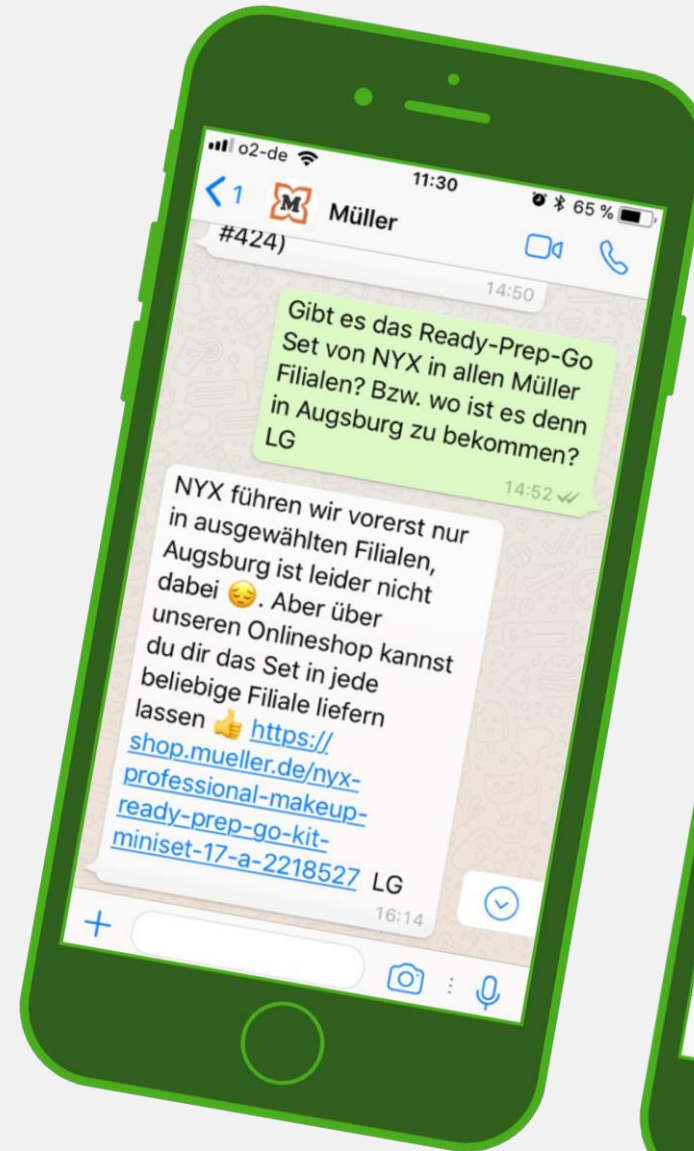 o2-de
11:30
65 %
1
M
Müller
#424)
14:50
Gibt es das Ready-Prep-Go
Set von NYX in allen Müller
Filialen? Bzw. wo ist es denn
in Augsburg zu bekommen?
LG
14:52
NYX führen wir vorerst nur
in ausgewählten Filialen,
Augsburg ist leider nicht
dabei 😔. Aber über
unseren Onlineshop kannst
du dir das Set in jede
beliebige Filiale liefern
lassen 👍 https://
shop.mueller.de/nyx-
professional-makeup-
ready-prep-go-kit-
miniset-17-a-2218527 LG
16:14